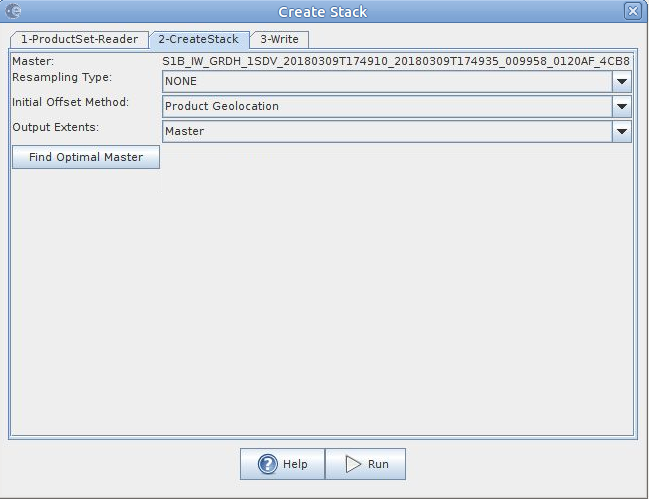 Create Stack
1-ProductSet-Reader 2-CreateStack 3-Write
Master: S1B_IW_GRDH_1SDV_20180309T174910_20180309T174935_009958_0120AF_4CB8
Resampling Type: NONE
Initial Offset Method: Product Geolocation
Output Extents: Master
Find Optimal Master
Help Run